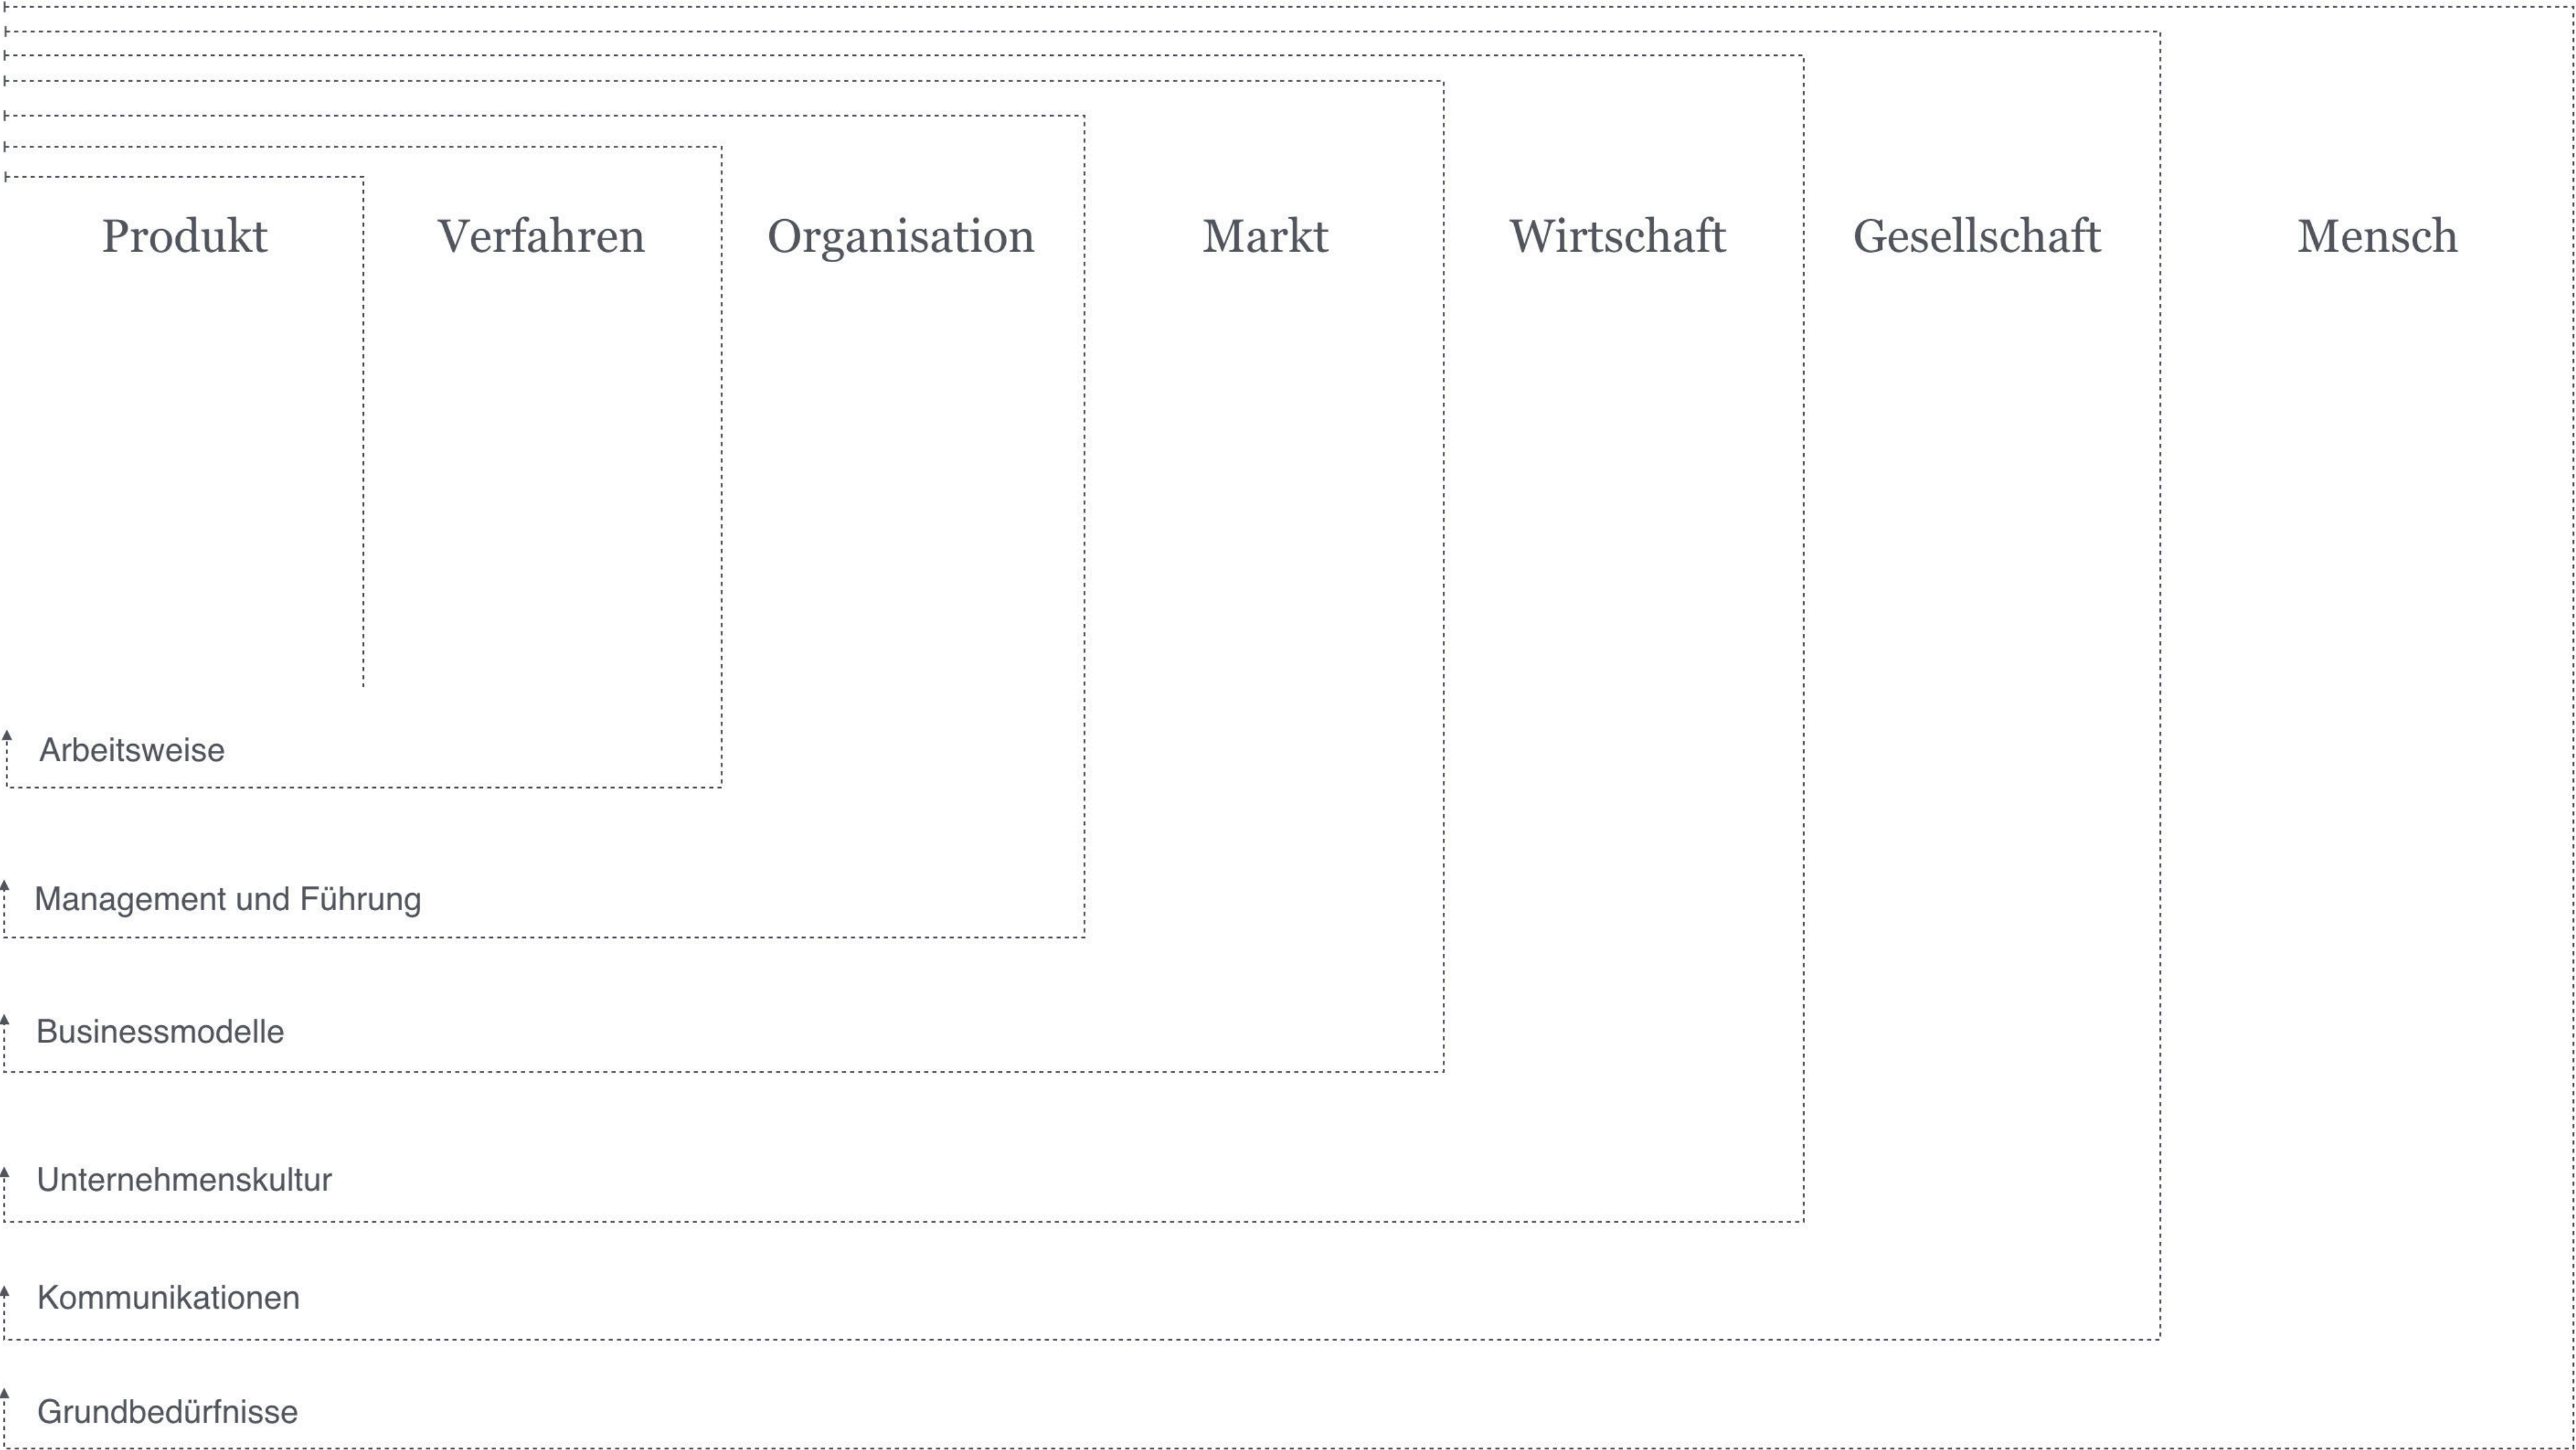 Produkt
Verfahren
Organisation
Markt
Wirtschaft
Gesellschaft
Mensch
Arbeitsweise
Management und Führung
Businessmodelle
Unternehmenskultur
Kommunikationen
Grundbedürfnisse